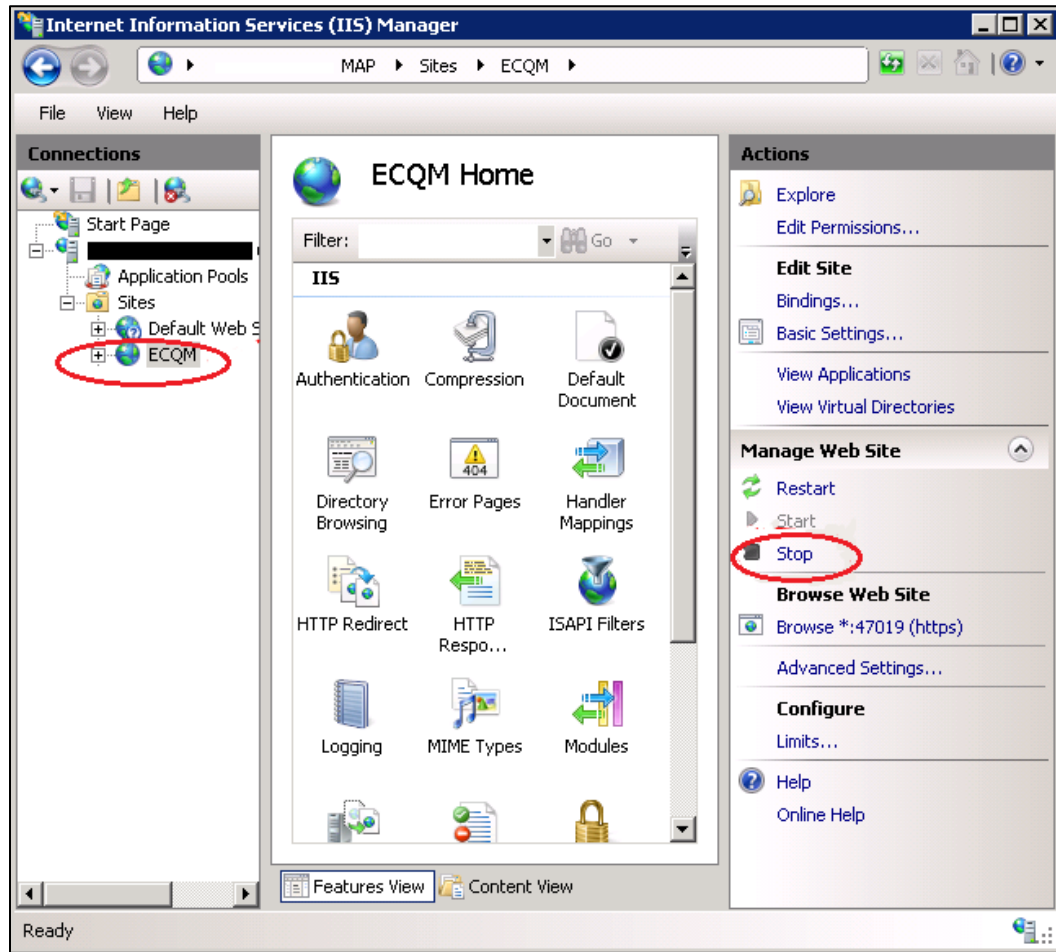 Internet Information Services (IIS) Manager
MAP Sites ECQM
File View Help
Connections
Start Page
Application Pools
Sites
Default Web S
ECQM
ECQM Home
Filter: Go
IIS
Authentication
Compression
Default
Document
Directory
Browsing
Error Pages
404
Handler
Mappings
HTTP Redirect
HTTP
Respo...
ISAPI Filters
Logging
MIME Types
Modules
Features View
Content View
Actions
Explore
Edit Permissions...
Edit Site
Bindings...
Basic Settings...
View Applications
View Virtual Directories
Manage Web Site
Restart
Start
Stop
Browse Web Site
Browse *:47019 (https)
Advanced Settings...
Configure
Limits...
Help
Online Help
Ready